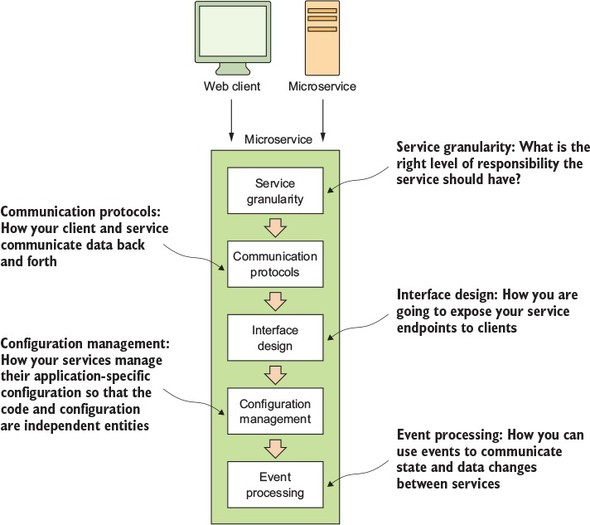 Web client
Microservice
Microservice
Service granularity: What is the
right level of responsibility the
service should have?
Service
granularity
Communication protocols:
How your client and service
communicate data back
and forth
Communication
protocols
Interface design: How you are
going to expose your service
endpoints to clients
Interface
design
Configuration management:
How your services manage
their application-specific
configuration so that the
code and configuration
are independent entities
Configuration
management
Event processing: How you can
use events to communicate
state and data changes
between services
Event
processing